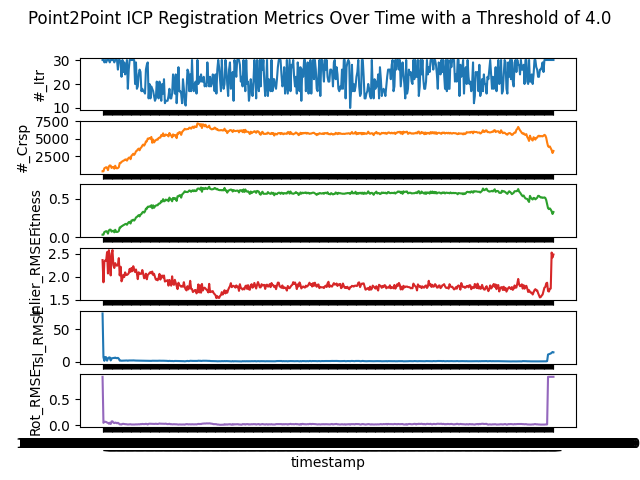 Point2Point ICP Registration Metrics Over Time with a Threshold of 4.0
30
20
10
#_Itr
7500
5000
2500
#_Crsp
0.5
0.0
Fitness
2.5
2.0
1.5
Inlier_RMSE
50
0
Tsl_RMSE
0.5
0.0
Rot_RMSE
timestamp